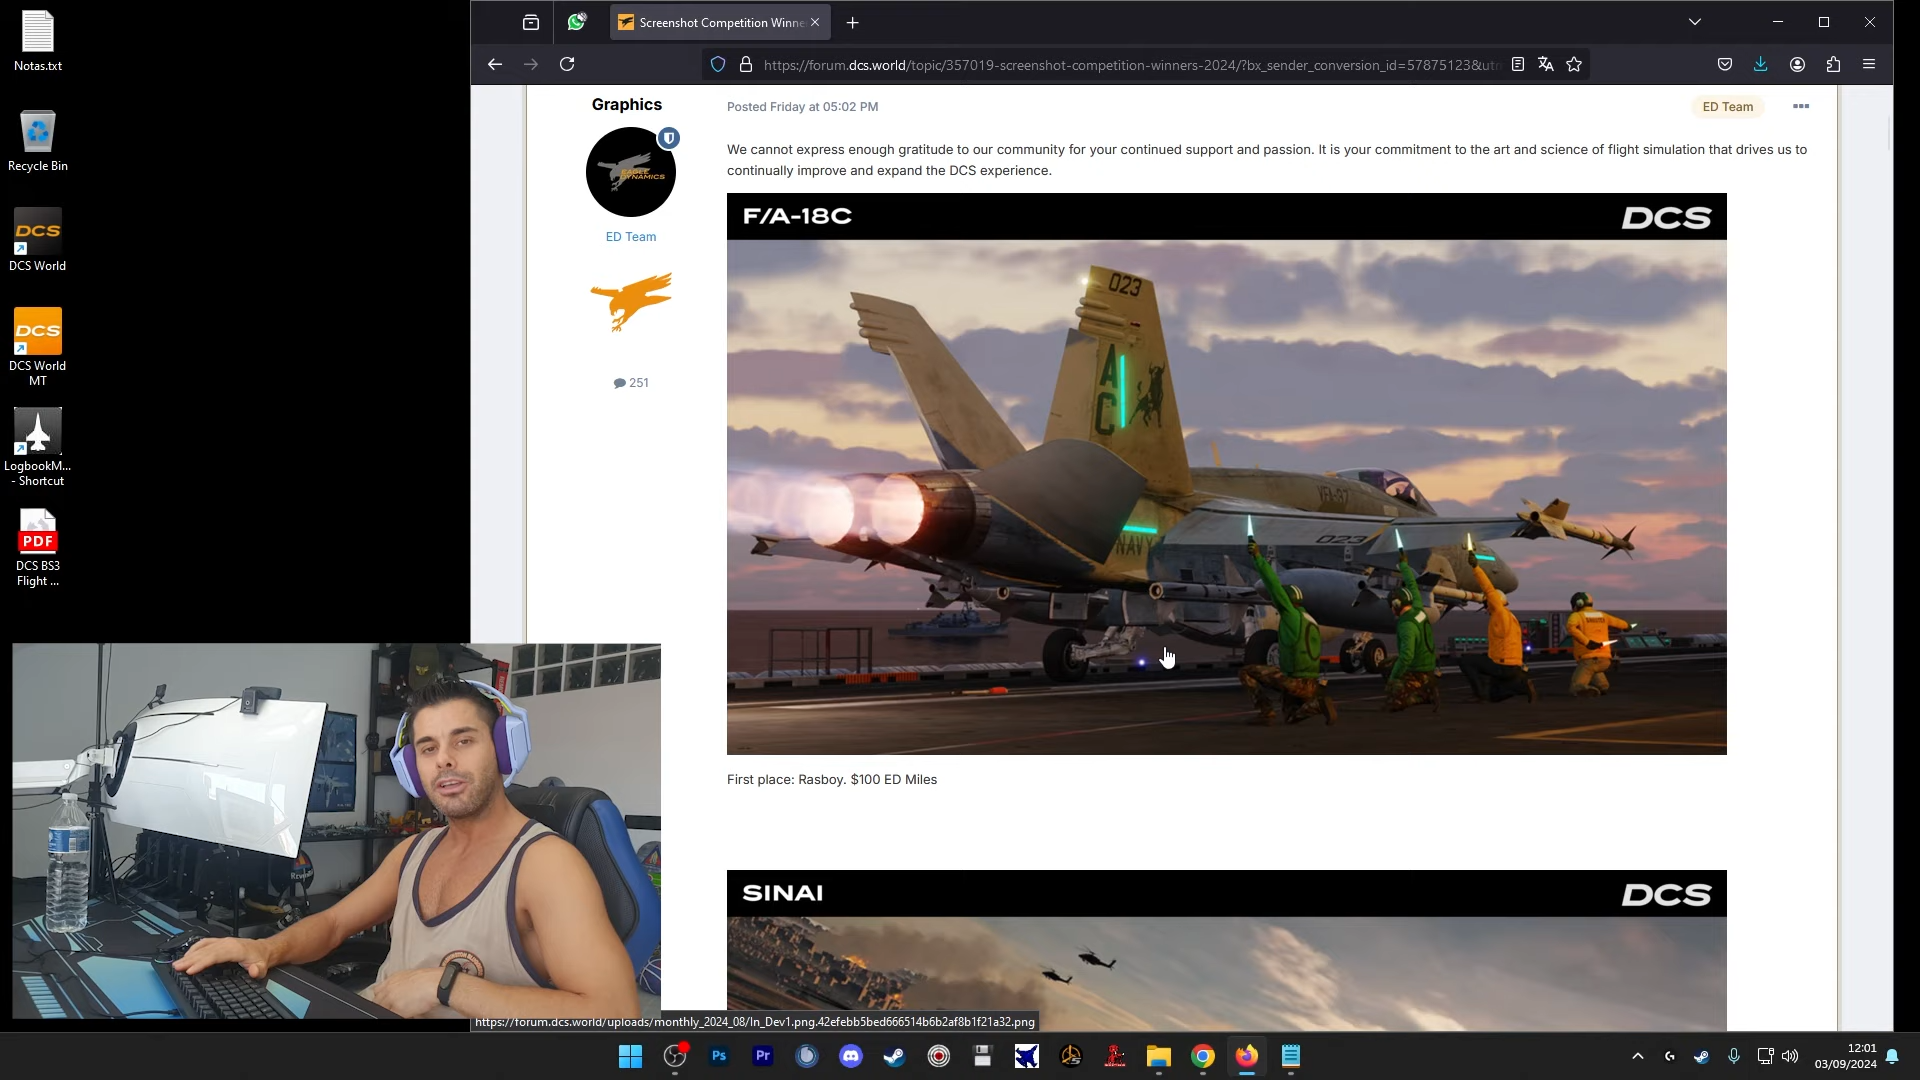 Notas.txt
Recycle Bin
DCS
DCS World
DCS
DCS World
MT
LogbookM...
- Shortcut
PDF
DCS BS3
Flight ...
Screenshot Competition Winne
https://forum.dcs.world/topic/357019-screenshot-competition-winners-2024/?bx_sender_conversion_id=57875123&utm
Graphics
Posted Friday at 05:02 PM
ED Team
We cannot express enough gratitude to our community for your continued support and passion. It is your commitment to the art and science of flight simulation that drives us to
continually improve and expand the DCS experience.
EAGLE
DYNAMICS
ED Team
251
F/A-18C
DCS
023
AC
VFA-37
023
NAVY
First place: Rasboy. $100 ED Miles
SINAI
DCS
https://forum.dcs.world/uploads/monthly_2024_08/In_Dev1.png.42efebb5bed666514b6b2af8b1f21a32.png
Ps
Pr
12:01
03/09/2024